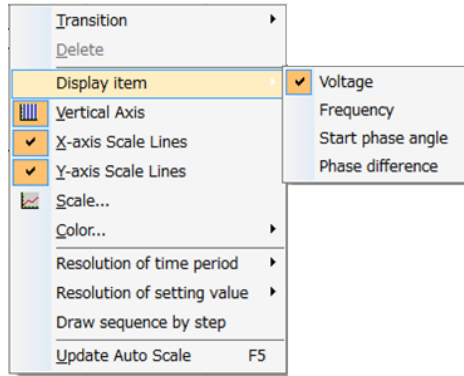 Transition
Delete
Display item
Vertical Axis
X-axis Scale Lines
Y-axis Scale Lines
Scale...
Color...
Resolution of time period
Resolution of setting value
Draw sequence by step
Update Auto Scale F5
Voltage
Frequency
Start phase angle
Phase difference